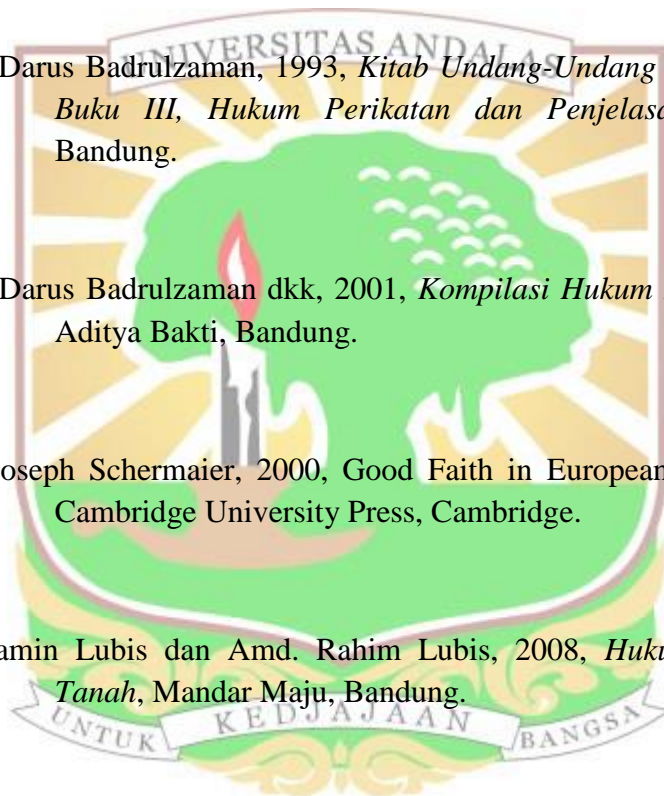 UNIVERSITAS ANDALAS
Darus Badrulzaman, 1993, Kitab Undang-Undang
Buku III, Hukum Perikatan dan Penjelasa
Bandung.
Darus Badrulzaman dkk, 2001, Kompilasi Hukum
Aditya Bakti, Bandung.
oseph Schermaier, 2000, Good Faith in European
Cambridge University Press, Cambridge.
amin Lubis dan Amd. Rahim Lubis, 2008, Huku
Tanah, Mandar Maju, Bandung.
UNTUK KEDJAJAAN BANGSA